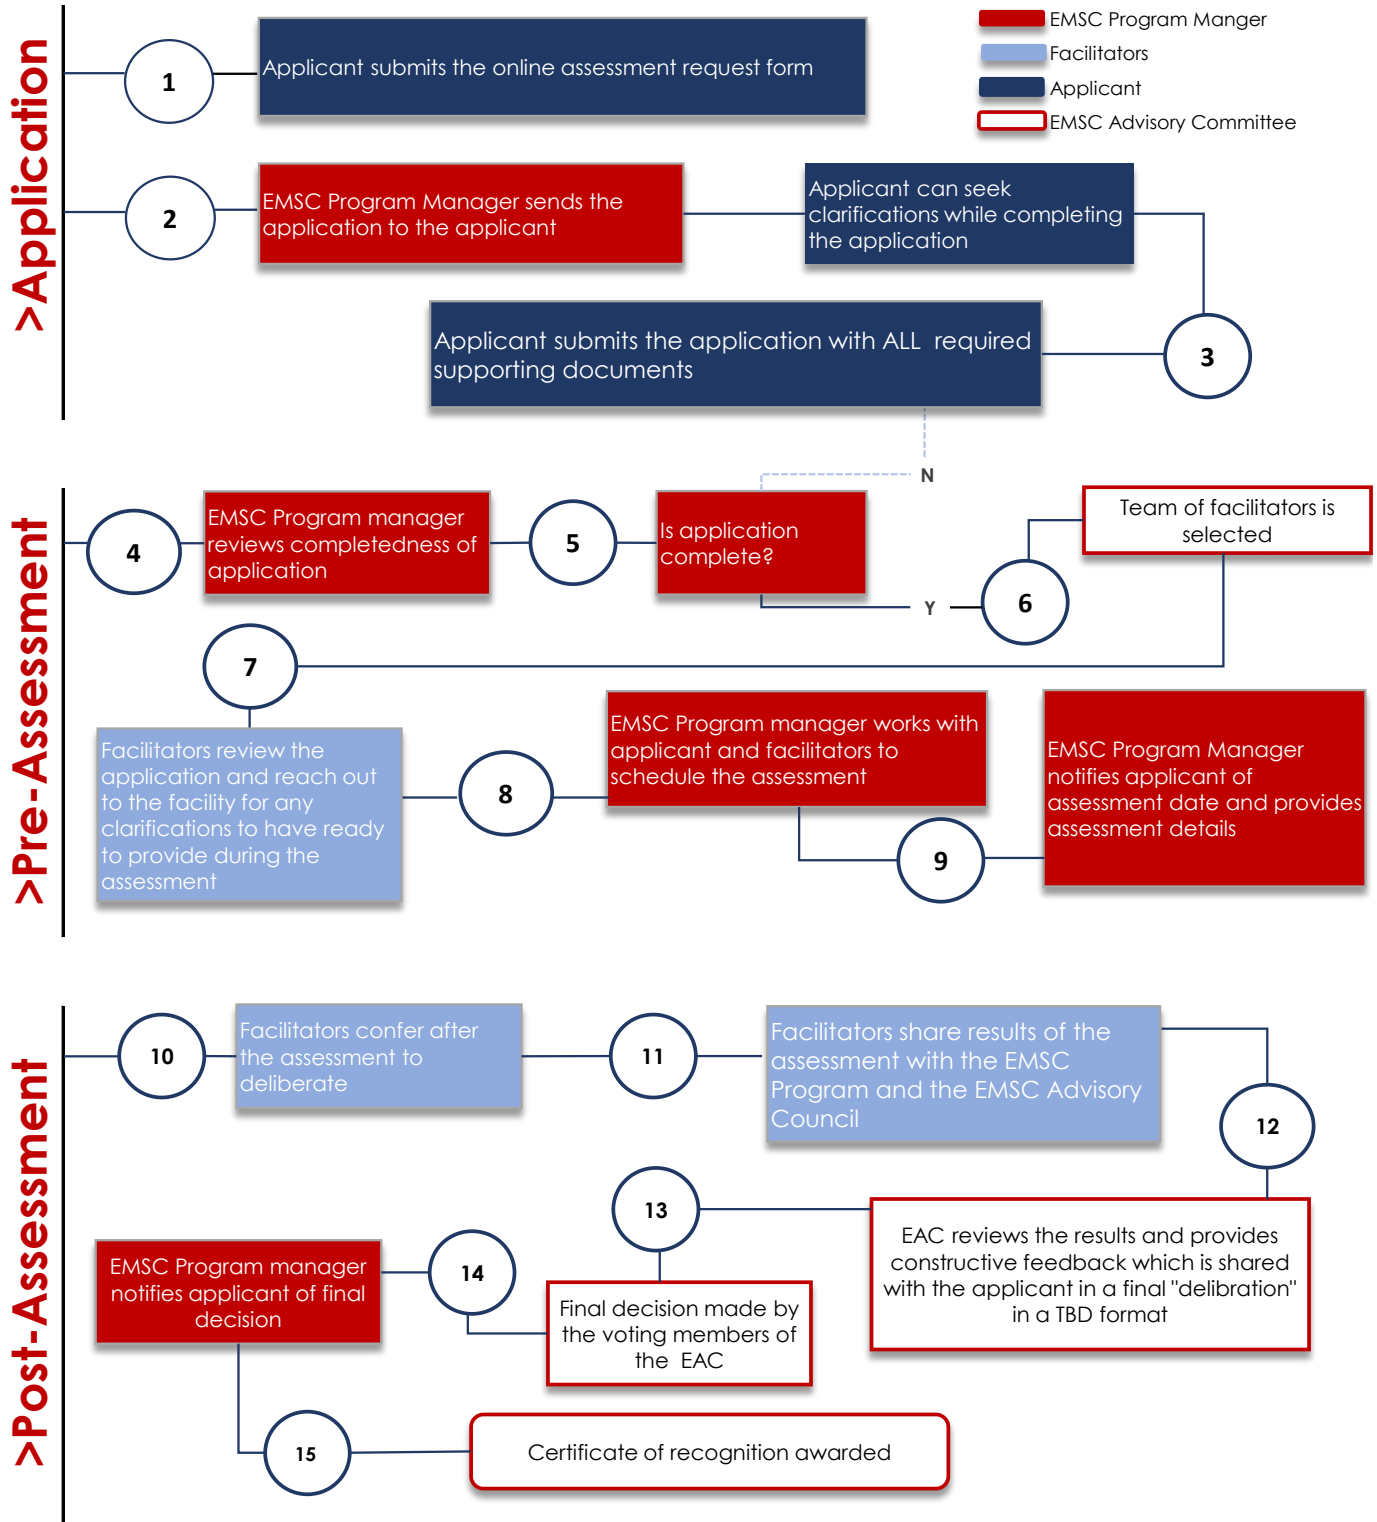 EMSC Program Manger
Facilitators
Applicant
EMSC Advisory Committee
>Application
1
Applicant submits the online assessment request form
2
EMSC Program Manager sends the
application to the applicant
Applicant can seek
clarifications while completing
the application
3
Applicant submits the application with ALL  required
supporting documents
N
>Pre-Assessment
4
EMSC Program manager
reviews completedness of
application
5
Is application
complete?
Y
6
Team of facilitators is
selected
7
Facilitators review the
application and reach out
to the facility for any
clarifications to have ready
to provide during the
assessment
8
EMSC Program manager works with
applicant and facilitators to
schedule the assessment
9
EMSC Program Manager
notifies applicant of
assessment date and provides
assessment details
>Post-Assessment
10
Facilitators confer after
the assessment to
deliberate
11
Facilitators share results of the
assessment with the EMSC
Program and the EMSC Advisory
Council
12
EAC reviews the results and provides
constructive feedback which is shared
with the applicant in a final "delibration"
in a TBD format
13
Final decision made by
the voting members of
the  EAC
14
EMSC Program manager
notifies applicant of final
decision
15
Certificate of recognition awarded